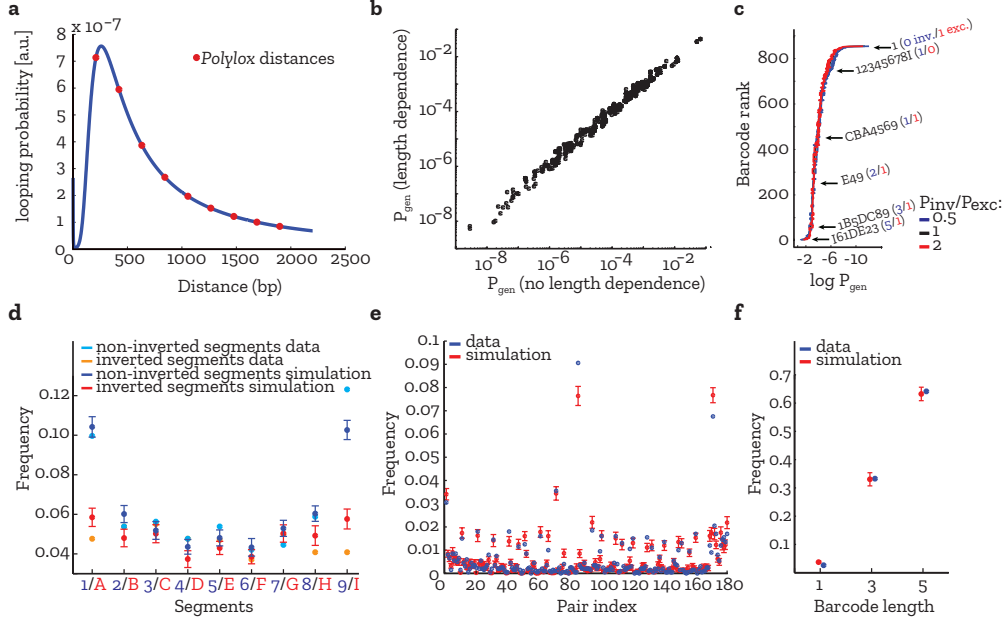 a
x 10⁻⁷
8
7
6
5
4
3
2
1
0
looping probability [a.u.]
Polylox distances
0 500 1000 1500 2000 2500
Distance (bp)
b
10⁻²
10⁻⁴
10⁻⁶
10⁻⁸
P_gen (length dependence)
10⁻⁸ 10⁻⁶ 10⁻⁴ 10⁻²
P_gen (no length dependence)
c
800
600
400
200
0
Barcode rank
1 (0 inv./1 exc.)
12345678I (1/0)
CBA4569 (1/1)
E49 (2/1)
1B5DC89 (3/1)
I61DE23 (5/1)
Pinv/Pexc:
0.5
1
2
-2 -6 -10
log P_gen
d
non-inverted segments data
inverted segments data
non-inverted segments simulation
inverted segments simulation
0.12
0.10
0.08
0.06
0.04
Frequency
1/A 2/B 3/C 4/D 5/E 6/F 7/G 8/H 9/I
Segments
e
data
simulation
0.1
0.09
0.08
0.07
0.06
0.05
0.04
0.03
0.02
0.01
0
Frequency
0 20 40 60 80 100 120 140 160 180
Pair index
f
data
simulation
0.7
0.6
0.5
0.4
0.3
0.2
0.1
Frequency
1 3 5
Barcode length